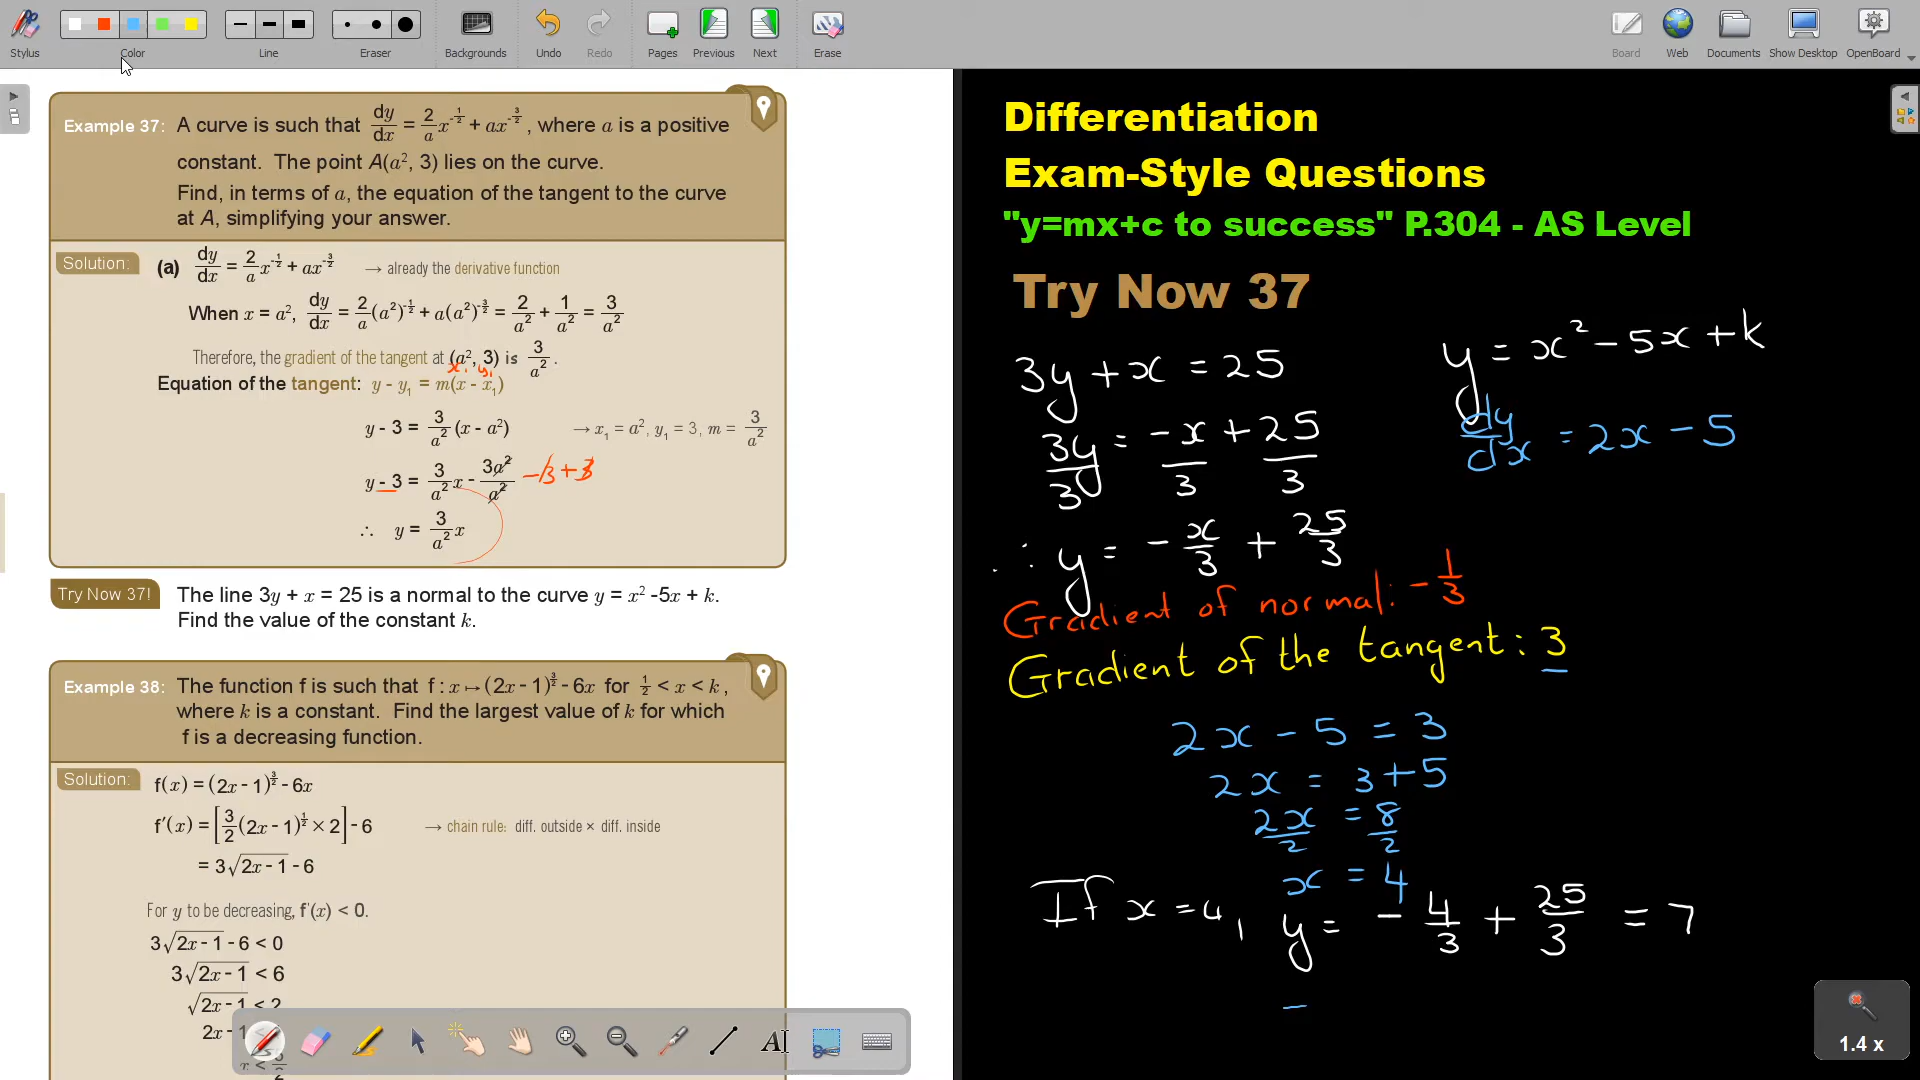 Stylus Color Line Eraser Backgrounds Undo Redo Pages Previous Next Erase Board Web Documents Show Desktop OpenBoard
Example 37: A curve is such that dy/dx = 2/a x^(-1/2) + ax^(-3/2), where a is a positive
constant. The point A(a², 3) lies on the curve.
Find, in terms of a, the equation of the tangent to the curve
at A, simplifying your answer.
Solution: (a) dy/dx = 2/a x^(-1/2) + ax^(-3/2) → already the derivative function
When x = a², dy/dx = 2/a (a²)^(-1/2) + a(a²)^(-3/2) = 2/a² + 1/a² = 3/a²
Therefore, the gradient of the tangent at (a², 3) is 3/a².
x₁ y₁
Equation of the tangent: y - y₁ = m(x - x₁)
y - 3 = 3/a² (x - a²) → x₁ = a², y₁ = 3, m = 3/a²
y - 3 = 3/a² x - 3a²/a² -3+3
∴ y = 3/a² x
Try Now 37! The line 3y + x = 25 is a normal to the curve y = x² -5x + k.
Find the value of the constant k.
Example 38: The function f is such that f : x ↦ (2x - 1)^(3/2) - 6x for 1/2 < x < k,
where k is a constant. Find the largest value of k for which
f is a decreasing function.
Solution: f(x) = (2x - 1)^(3/2) - 6x
f′(x) = [3/2 (2x - 1)^(1/2) × 2] - 6 → chain rule: diff. outside × diff. inside
= 3√(2x - 1) - 6
For y to be decreasing, f′(x) < 0.
3√(2x - 1) - 6 < 0
3√(2x - 1) < 6
√(2x - 1) < 2
2x -
x <
Differentiation
Exam-Style Questions
"y=mx+c to success" P.304 - AS Level
Try Now 37
3y + x = 25
3y/3 = -x/3 + 25/3
∴ y = - x/3 + 25/3
y = x² - 5x + k
dy/dx = 2x - 5
Gradient of normal: - 1/3
Gradient of the tangent: 3
2x - 5 = 3
2x = 3 + 5
2x/2 = 8/2
x = 4
If x = 4, y = - 4/3 + 25/3 = 7
1.4 x